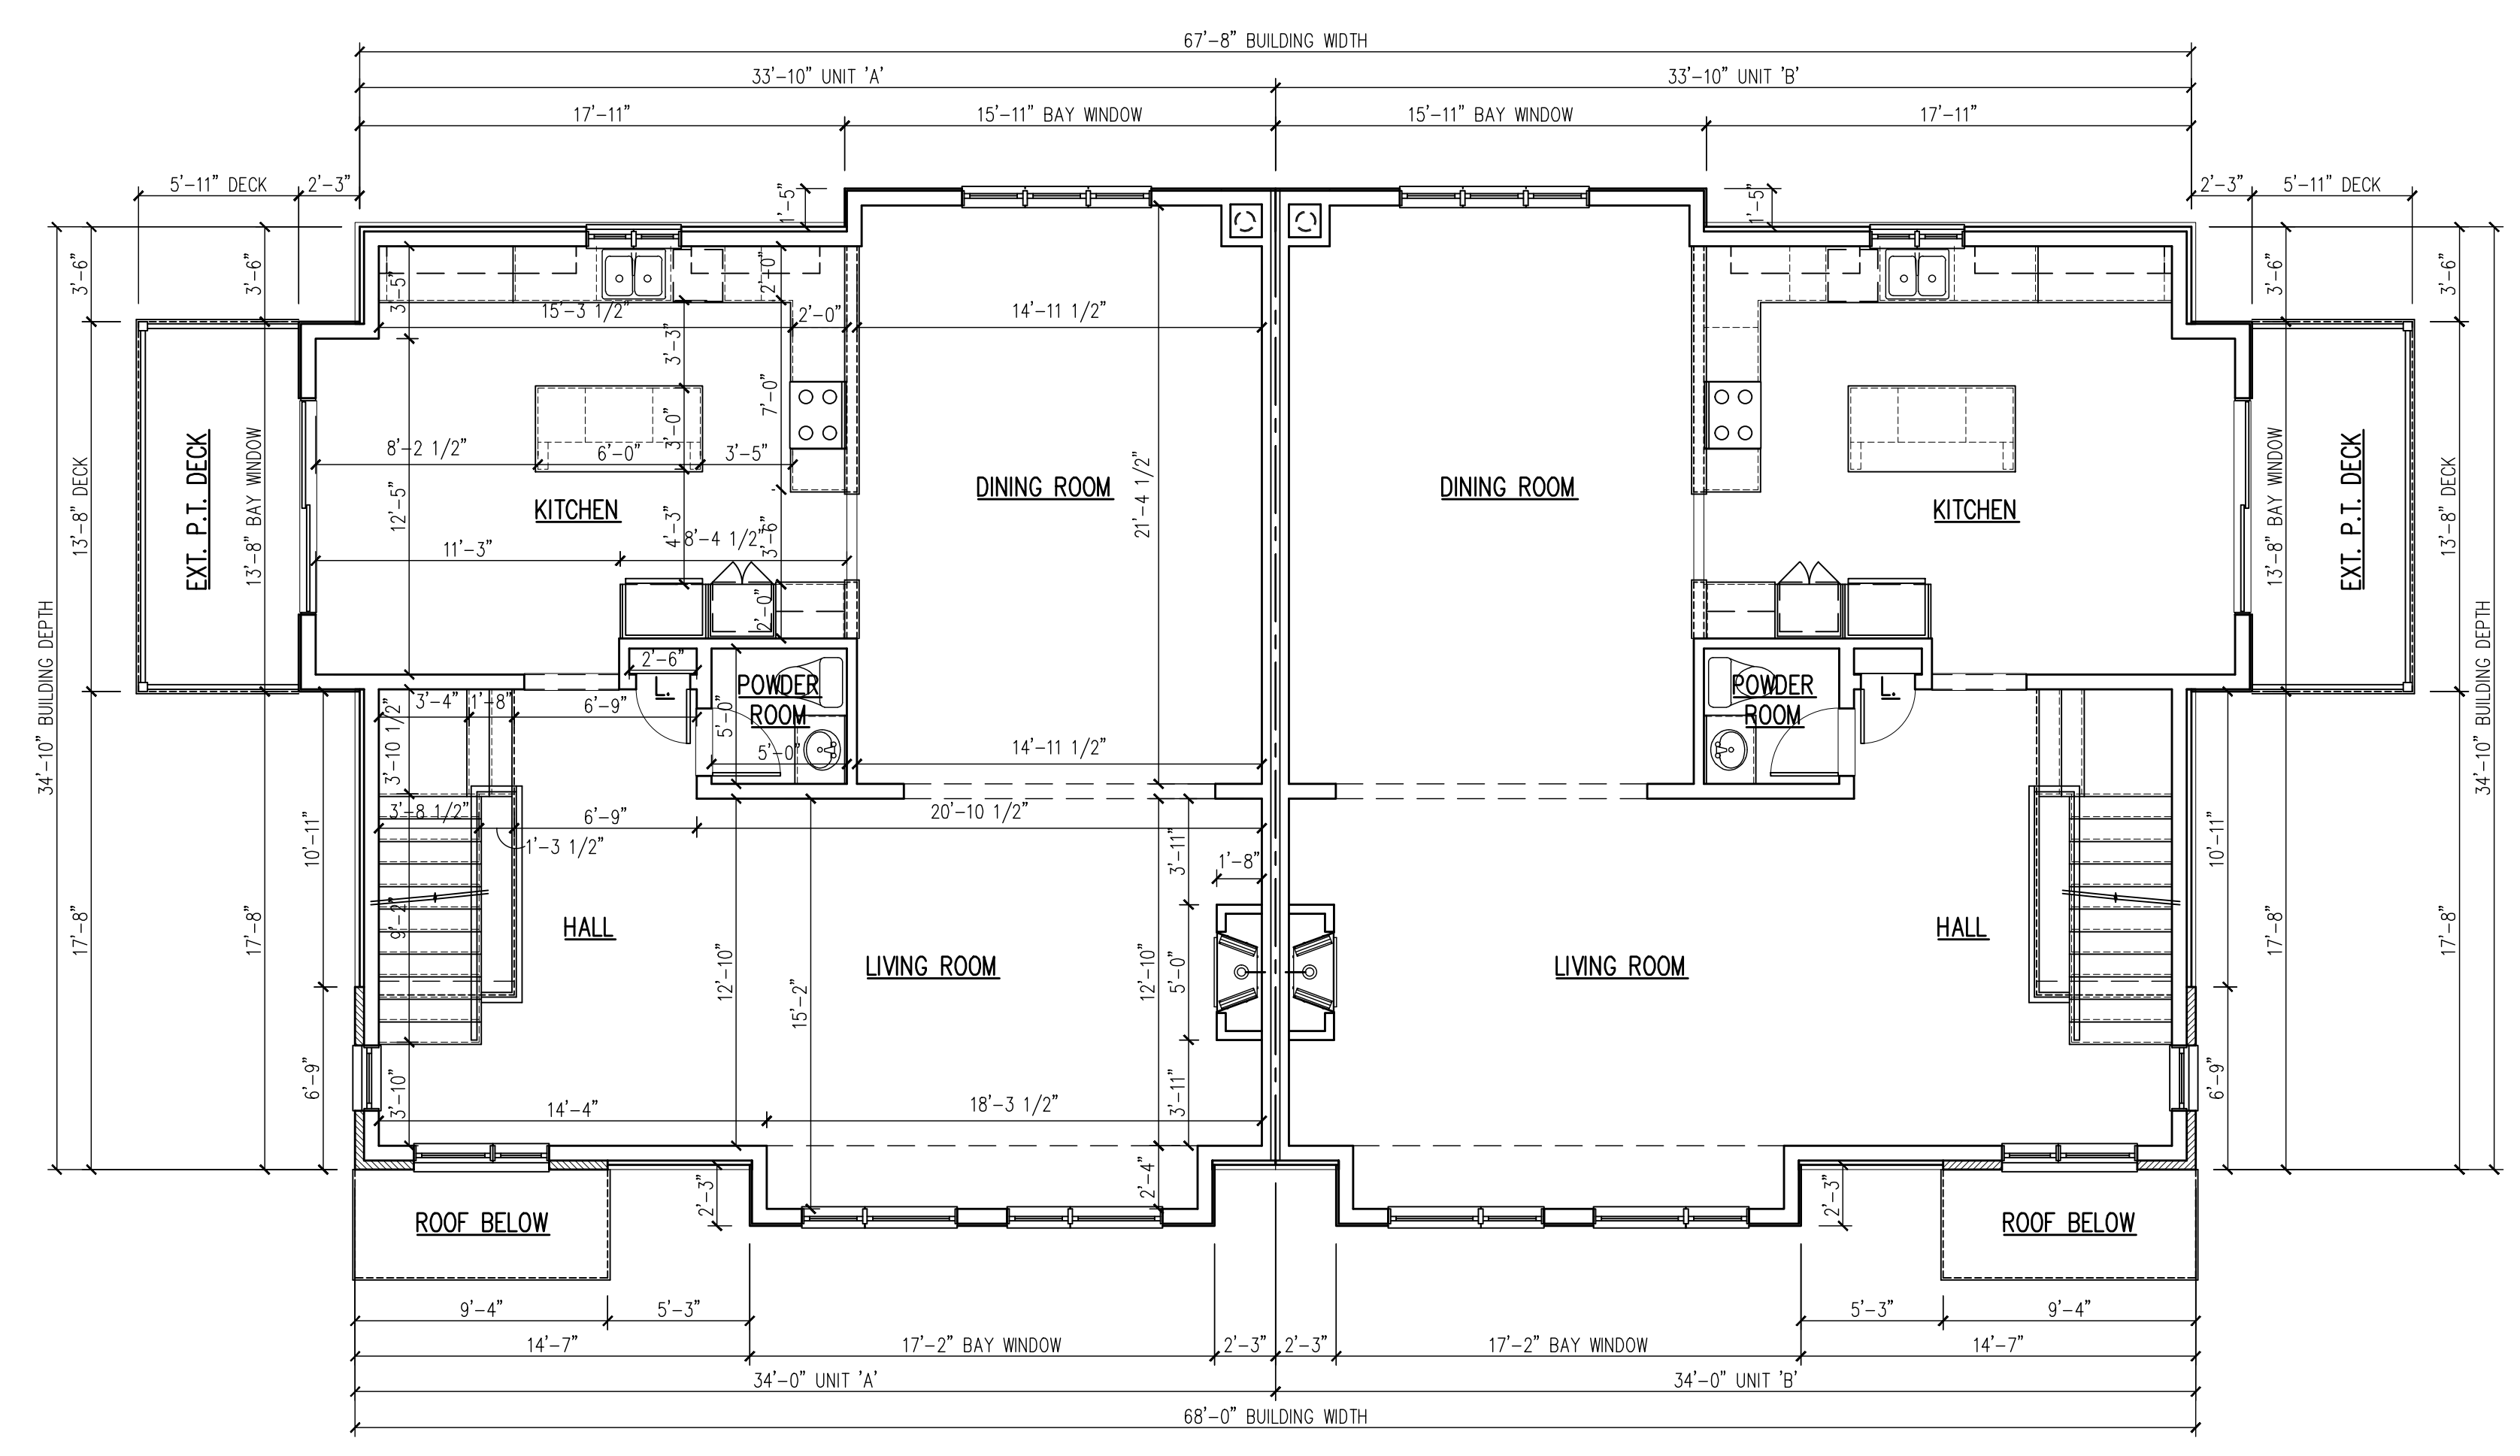 67'-8" BUILDING WIDTH
33'-10" UNIT 'A'
33'-10" UNIT 'B'
17'-11"
15'-11" BAY WINDOW
15'-11" BAY WINDOW
17'-11"
5'-11" DECK
2'-3"
1'-5"
1'-5"
2'-3"
5'-11" DECK
3'-6"
3'-6"
3'-5"
2'-0"
3'-6"
3'-6"
15'-3 1/2"
2'-0"
14'-11 1/2"
3'-3"
7'-0"
8'-2 1/2"
6'-0"
3'-0"
3'-5"
EXT. P.T. DECK
13'-8" DECK
13'-8" BAY WINDOW
12'-5"
KITCHEN
DINING ROOM
21'-4 1/2"
DINING ROOM
KITCHEN
13'-8" BAY WINDOW
EXT. P.T. DECK
13'-8" DECK
11'-3"
4'-3"
8'-4 1/2"
3'-6"
2'-0"
34'-10" BUILDING DEPTH
34'-10" BUILDING DEPTH
2'-6"
L.
POWDER
ROOM
POWDER
ROOM
L.
3'-4"
1'-8"
6'-9"
5'-0"
5'-0"
14'-11 1/2"
3'-10 1/2"
3'-8 1/2"
6'-9"
20'-10 1/2"
1'-3 1/2"
10'-11"
10'-11"
3'-11"
1'-8"
17'-8"
17'-8"
9'-2"
HALL
LIVING ROOM
12'-10"
15'-2"
12'-10"
5'-0"
LIVING ROOM
HALL
17'-8"
17'-8"
6'-9"
3'-10"
14'-4"
18'-3 1/2"
3'-11"
6'-9"
2'-3"
2'-4"
2'-3"
ROOF BELOW
ROOF BELOW
9'-4"
5'-3"
5'-3"
9'-4"
14'-7"
17'-2" BAY WINDOW
2'-3"
2'-3"
17'-2" BAY WINDOW
14'-7"
34'-0" UNIT 'A'
34'-0" UNIT 'B'
68'-0" BUILDING WIDTH